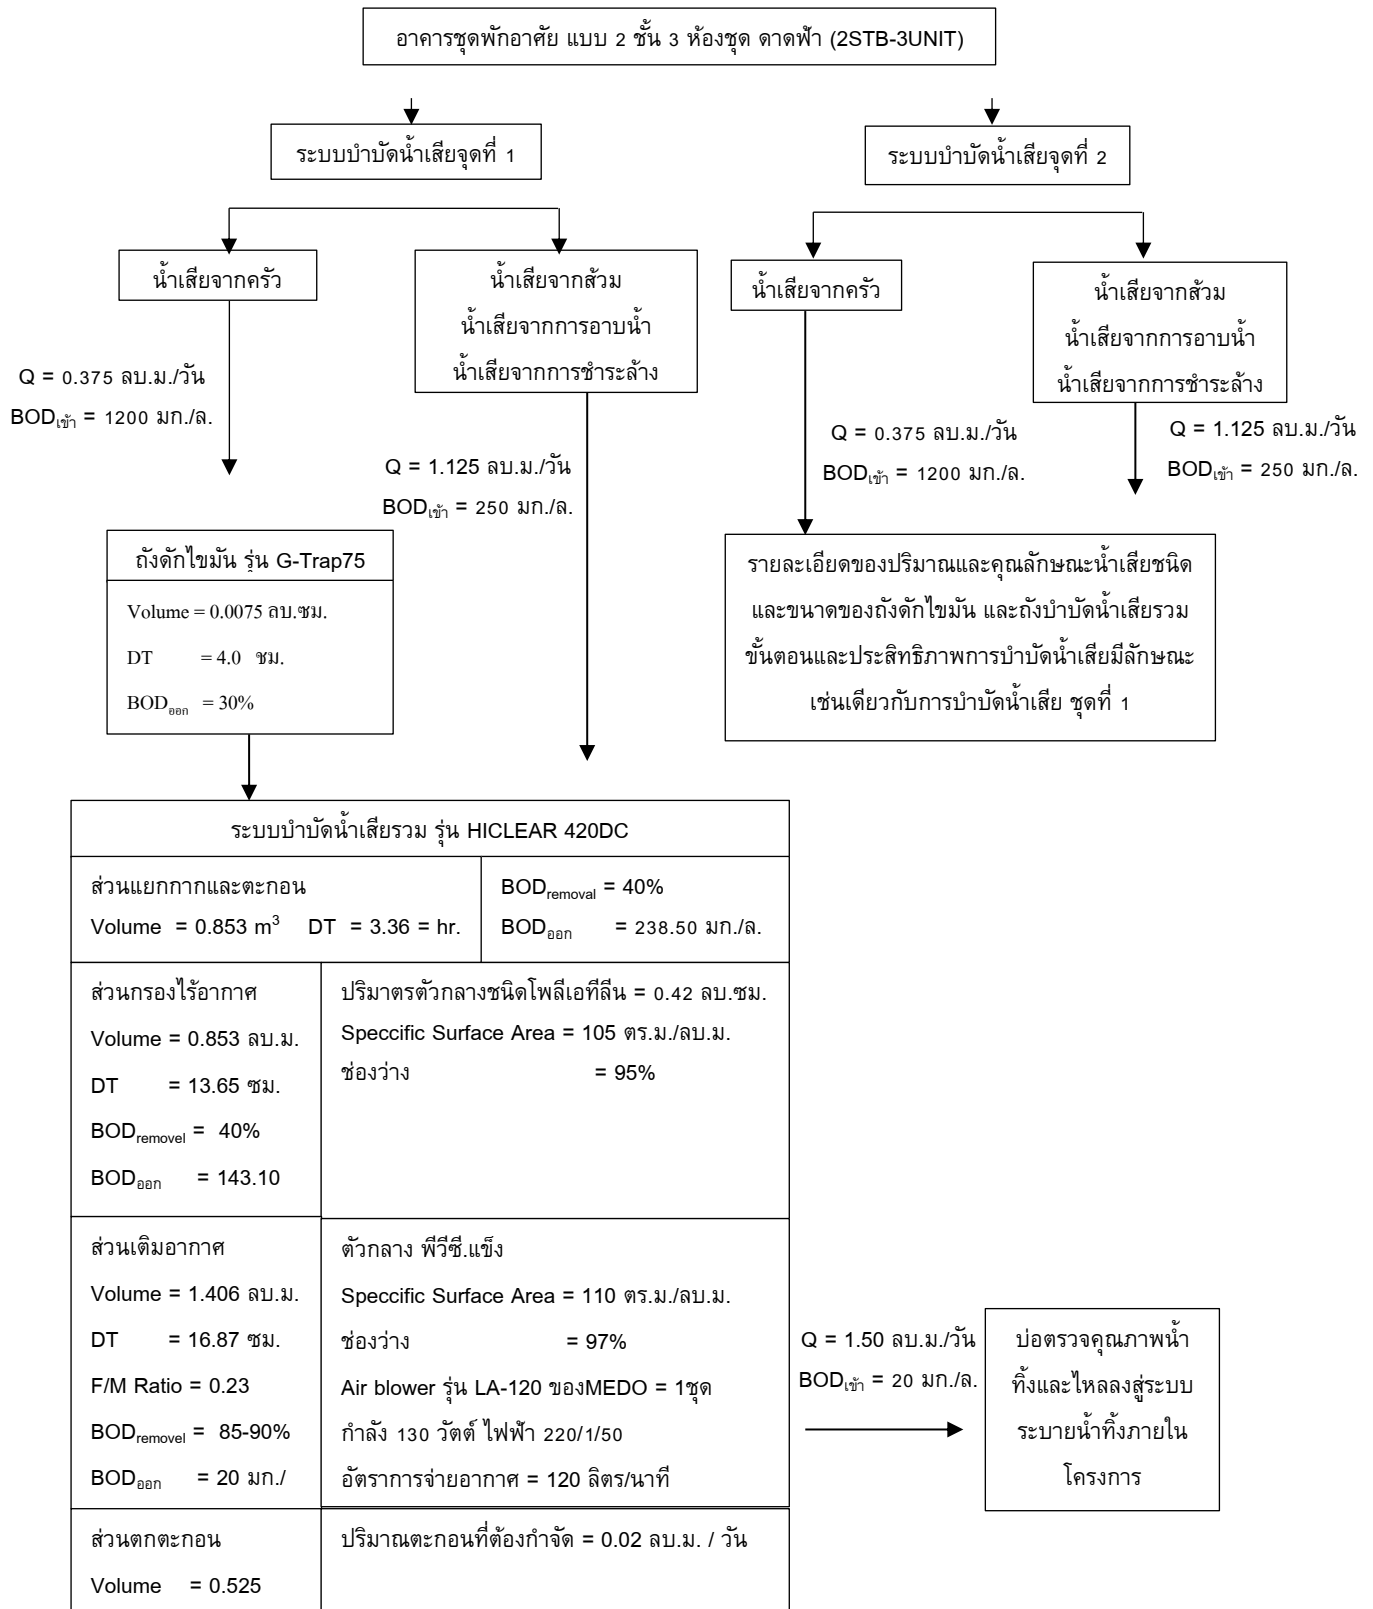 อาคารชุดพักอาศัย แบบ 2 ชั้น 3 ห้องชุด ดาดฟ้า (2STB-3UNIT)
ระบบบำบัดน้ำเสียจุดที่ 1
ระบบบำบัดน้ำเสียจุดที่ 2
น้ำเสียจากครัว
น้ำเสียจากส้วม
น้ำเสียจากการอาบน้ำ
น้ำเสียจากการชำระล้าง
น้ำเสียจากครัว
น้ำเสียจากส้วม
น้ำเสียจากการอาบน้ำ
น้ำเสียจากการชำระล้าง
Q = 0.375 ลบ.ม./วัน
BODเข้า = 1200 มก./ล.
Q = 1.125 ลบ.ม./วัน
BODเข้า = 250 มก./ล.
Q = 0.375 ลบ.ม./วัน
BODเข้า = 1200 มก./ล.
Q = 1.125 ลบ.ม./วัน
BODเข้า = 250 มก./ล.
ถังดักไขมัน รุ่น G-Trap75
Volume = 0.0075 ลบ.ซม.
DT = 4.0 ชม.
BODออก = 30%
รายละเอียดของปริมาณและคุณลักษณะน้ำเสียชนิด
และขนาดของถังดักไขมัน และถังบำบัดน้ำเสียรวม
ขั้นตอนและประสิทธิภาพการบำบัดน้ำเสียมีลักษณะ
เช่นเดียวกับการบำบัดน้ำเสีย ชุดที่ 1
ระบบบำบัดน้ำเสียรวม รุ่น HICLEAR 420DC
ส่วนแยกกากและตะกอน
Volume = 0.853 m³ DT = 3.36 = hr.
BODremoval = 40%
BODออก = 238.50 มก./ล.
ส่วนกรองไร้อากาศ
Volume = 0.853 ลบ.ม.
DT = 13.65 ซม.
BODremovel = 40%
BODออก = 143.10
ปริมาตรตัวกลางชนิดโพลีเอทีลีน = 0.42 ลบ.ซม.
Speccific Surface Area = 105 ตร.ม./ลบ.ม.
ช่องว่าง = 95%
ส่วนเติมอากาศ
Volume = 1.406 ลบ.ม.
DT = 16.87 ซม.
F/M Ratio = 0.23
BODremovel = 85-90%
BODออก = 20 มก./
ตัวกลาง พีวีซี.แข็ง
Speccific Surface Area = 110 ตร.ม./ลบ.ม.
ช่องว่าง = 97%
Air blower รุ่น LA-120 ของMEDO = 1ชุด
กำลัง 130 วัตต์ ไฟฟ้า 220/1/50
อัตราการจ่ายอากาศ = 120 ลิตร/นาที
Q = 1.50 ลบ.ม./วัน
BODเข้า = 20 มก./ล.
บ่อตรวจคุณภาพน้ำ
ทิ้งและไหลลงสู่ระบบ
ระบายน้ำทิ้งภายใน
โครงการ
ส่วนตกตะกอน
Volume = 0.525
ปริมาณตะกอนที่ต้องกำจัด = 0.02 ลบ.ม. / วัน